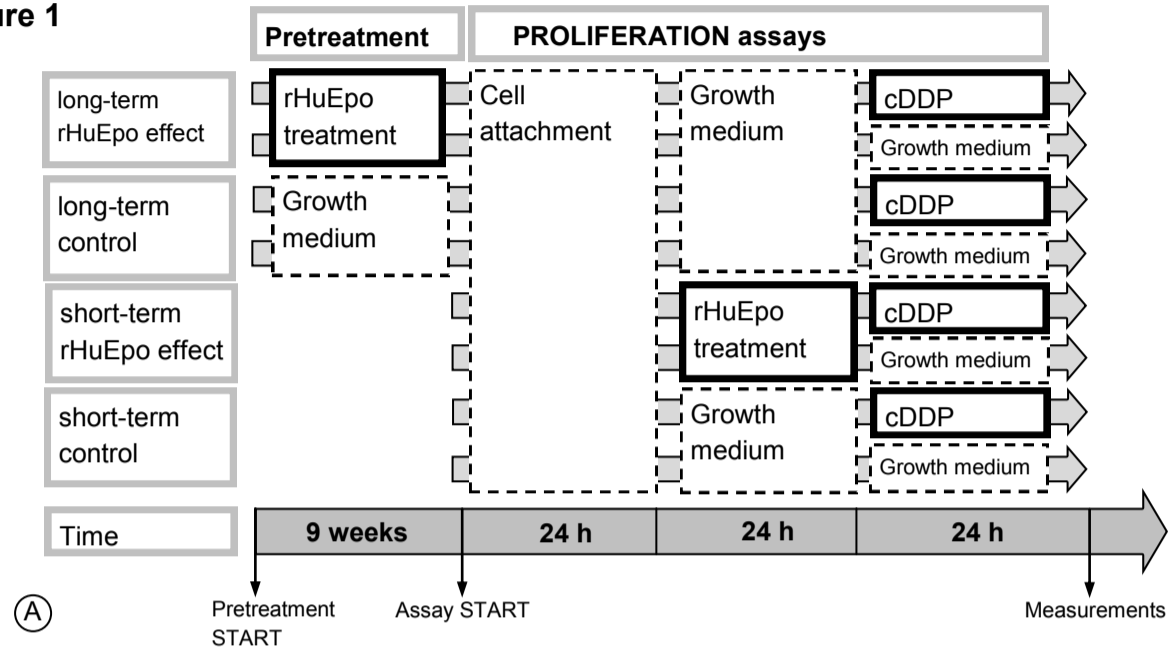 ure 1
Pretreatment
PROLIFERATION assays
long-term
rHuEpo effect
rHuEpo
treatment
Cell
attachment
Growth
medium
cDDP
Growth medium
long-term
control
Growth
medium
cDDP
Growth medium
short-term
rHuEpo effect
rHuEpo
treatment
cDDP
Growth medium
short-term
control
Growth
medium
cDDP
Growth medium
Time
9 weeks
24 h
24 h
24 h
A
Pretreatment
START
Assay START
Measurements